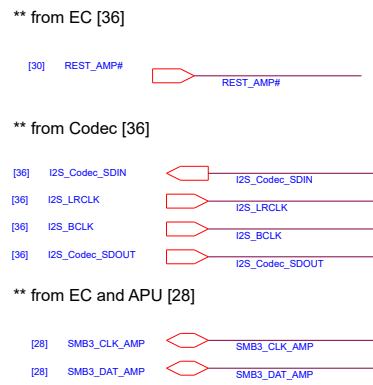 ** from EC [36]
[30] REST_AMP#
REST_AMP#
** from Codec [36]
[36] I2S_Codec_SDIN
I2S_Codec_SDIN
[36] I2S_LRCLK
I2S_LRCLK
[36] I2S_BCLK
I2S_BCLK
[36] I2S_Codec_SDOUT
I2S_Codec_SDOUT
** from EC and APU [28]
[28] SMB3_CLK_AMP
SMB3_CLK_AMP
[28] SMB3_DAT_AMP
SMB3_DAT_AMP